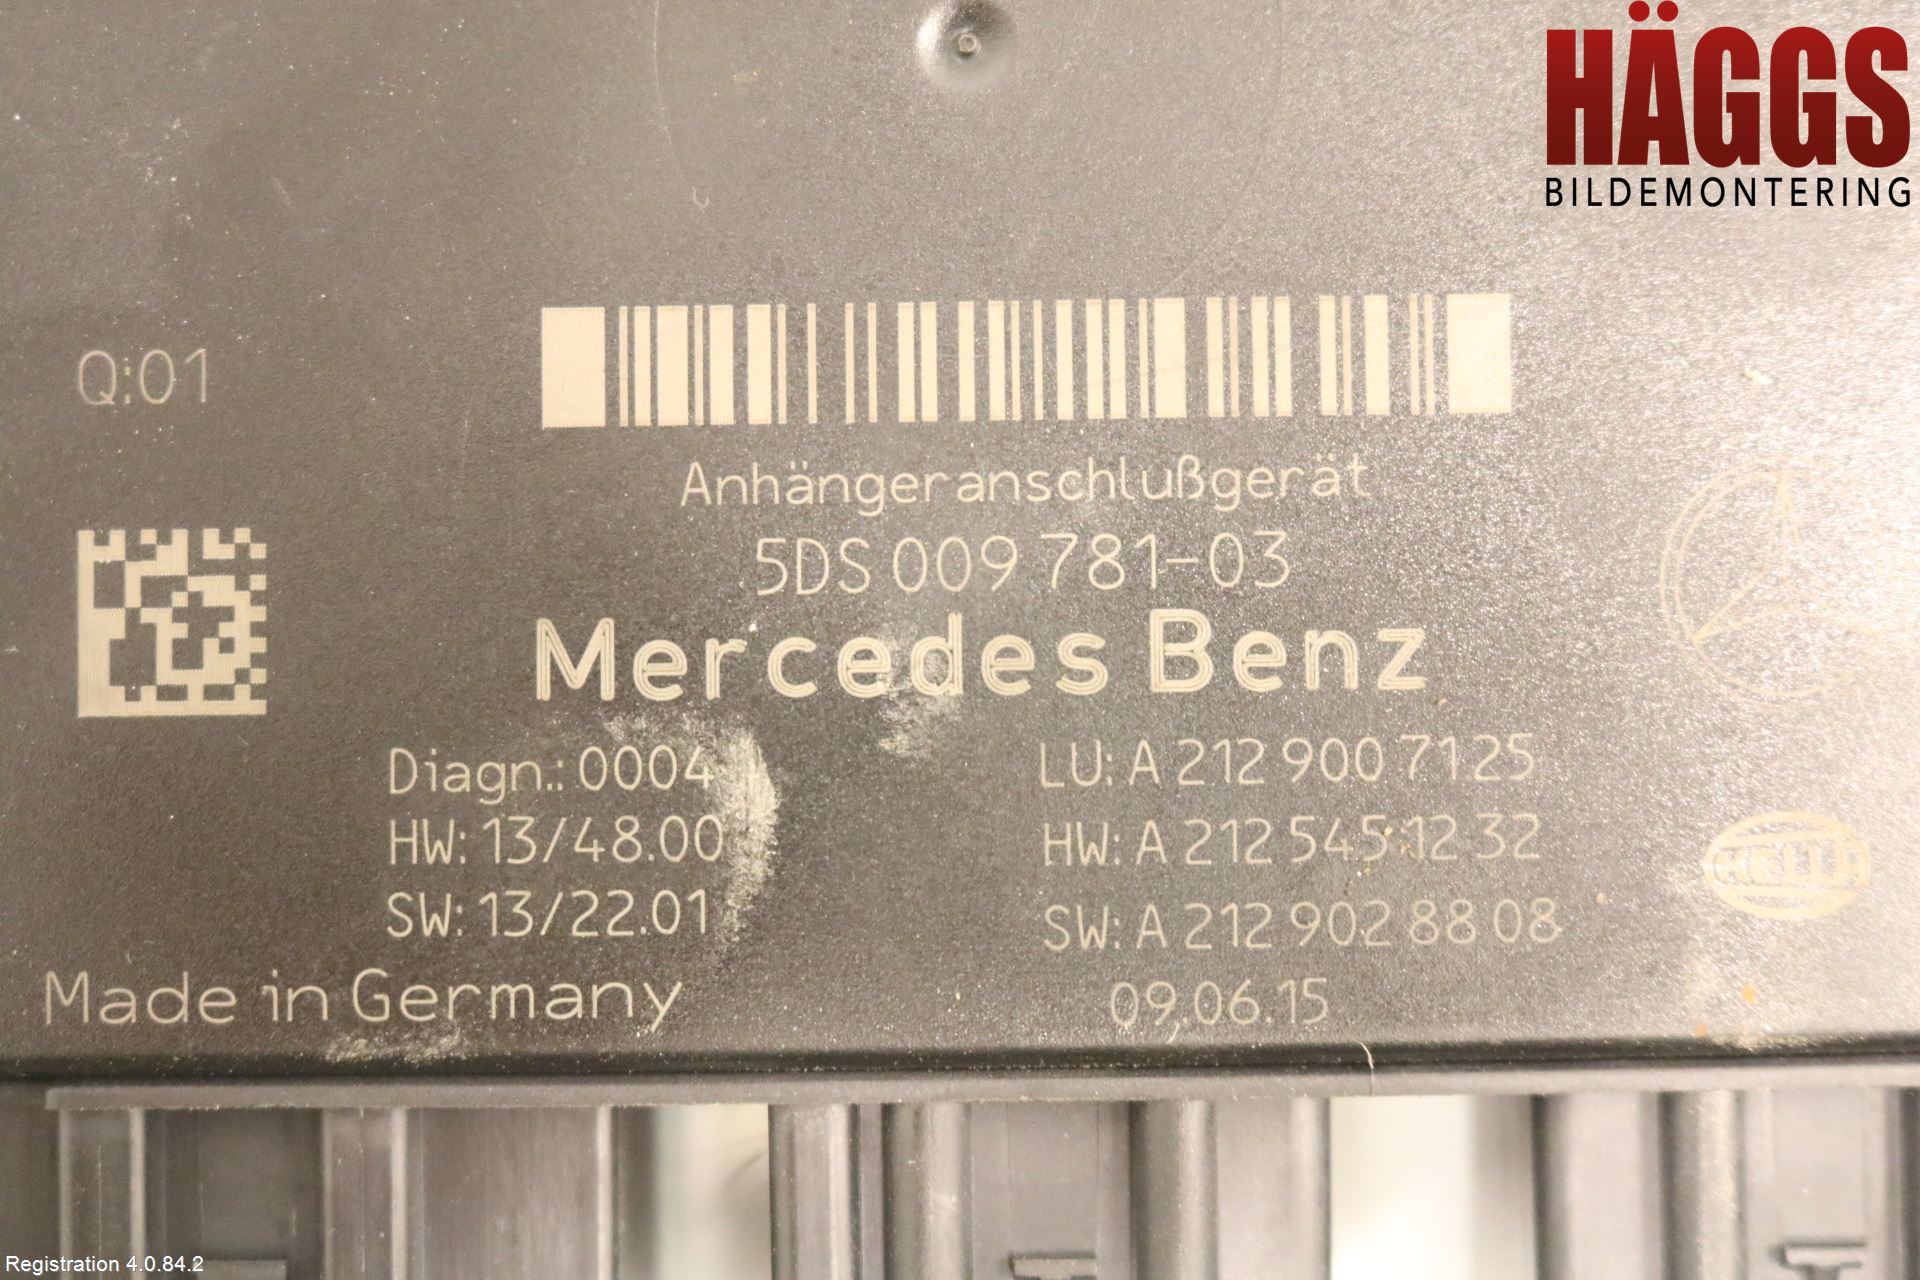 HÄGGS
BILDEMONTERING
Q:01
Anhängeranschlußgerät
5DS 009 781-03
Mercedes Benz
Diagn.: 0004
LU: A 212 900 71 25
HW: 13/48.00
HW: A 212 545 12 32
HELLA
SW: 13/22.01
SW: A 212 902 88 08
Made in Germany
09.06.15
Registration 4.0.84.2